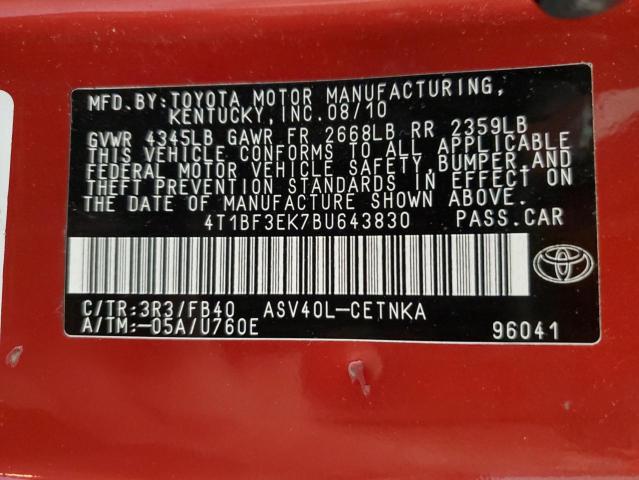 MFD.BY:TOYOTA MOTOR MANUFACTURING,
KENTUCKY,INC.08/10
GVWR 4345LB GAWR FR 2668LB RR 2359LB
THIS VEHICLE CONFORMS TO ALL APPLICABLE
FEDERAL MOTOR VEHICLE SAFETY,BUMPER,AND
THEFT PREVENTION STANDARDS IN EFFECT ON
THE DATE OF MANUFACTURE SHOWN ABOVE.
4T1BF3EK7BU643830 PASS.CAR
C/TR:3R3/FB40 ASV40L-CETNKA
A/TM:-05A/U760E 96041